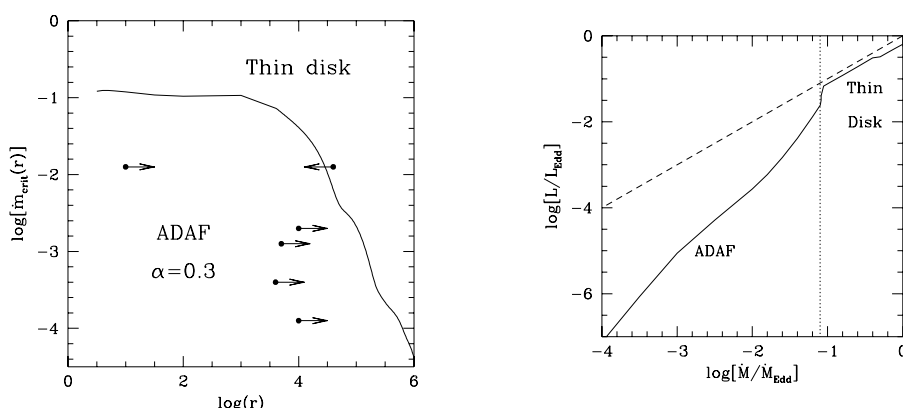 0
-1
-2
-3
-4
0
2
4
6
log[ṁcrit(r)]
log(r)
Thin disk
ADAF
α=0.3
0
-2
-4
-6
-4
-3
-2
-1
0
log[L/LEdd]
log[Ṁ/ṀEdd]
Thin
Disk
ADAF